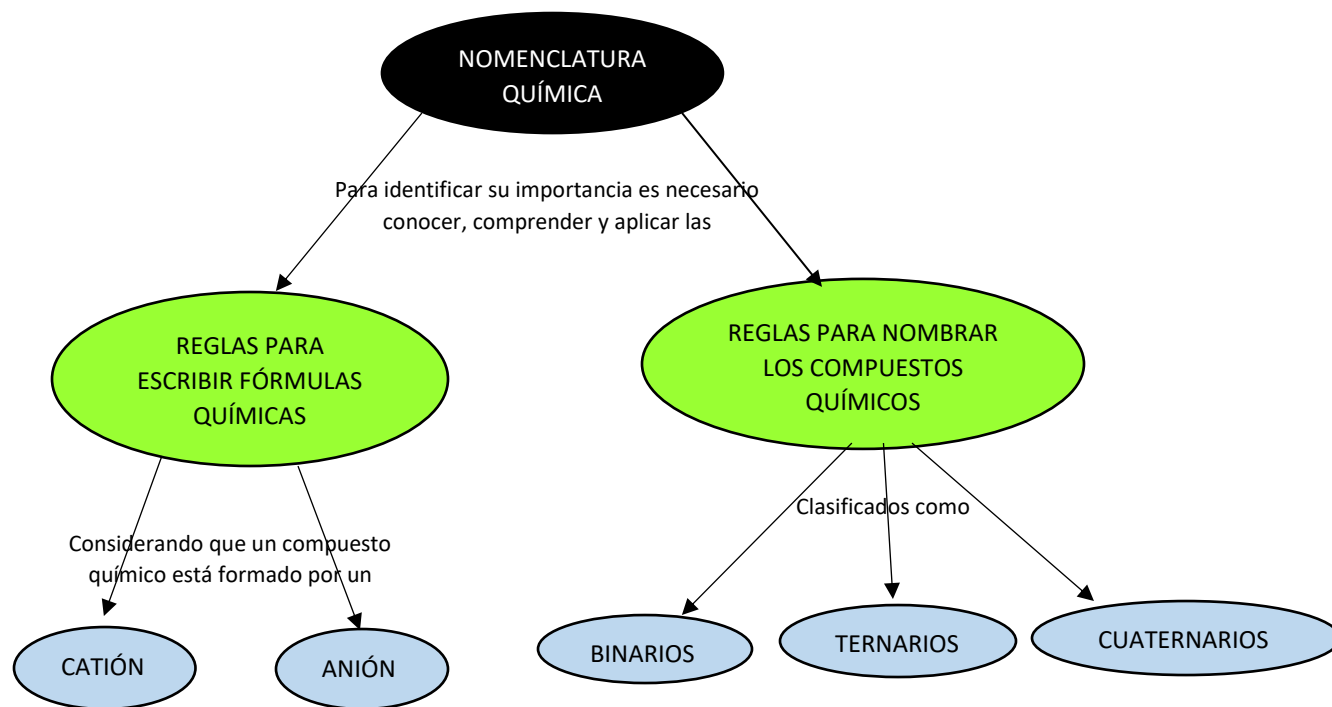 NOMENCLATURA
QUÍMICA
Para identificar su importancia es necesario
conocer, comprender y aplicar las
REGLAS PARA
ESCRIBIR FÓRMULAS
QUÍMICAS
REGLAS PARA NOMBRAR
LOS COMPUESTOS
QUÍMICOS
Considerando que un compuesto
químico está formado por un
Clasificados como
CATIÓN
ANIÓN
BINARIOS
TERNARIOS
CUATERNARIOS